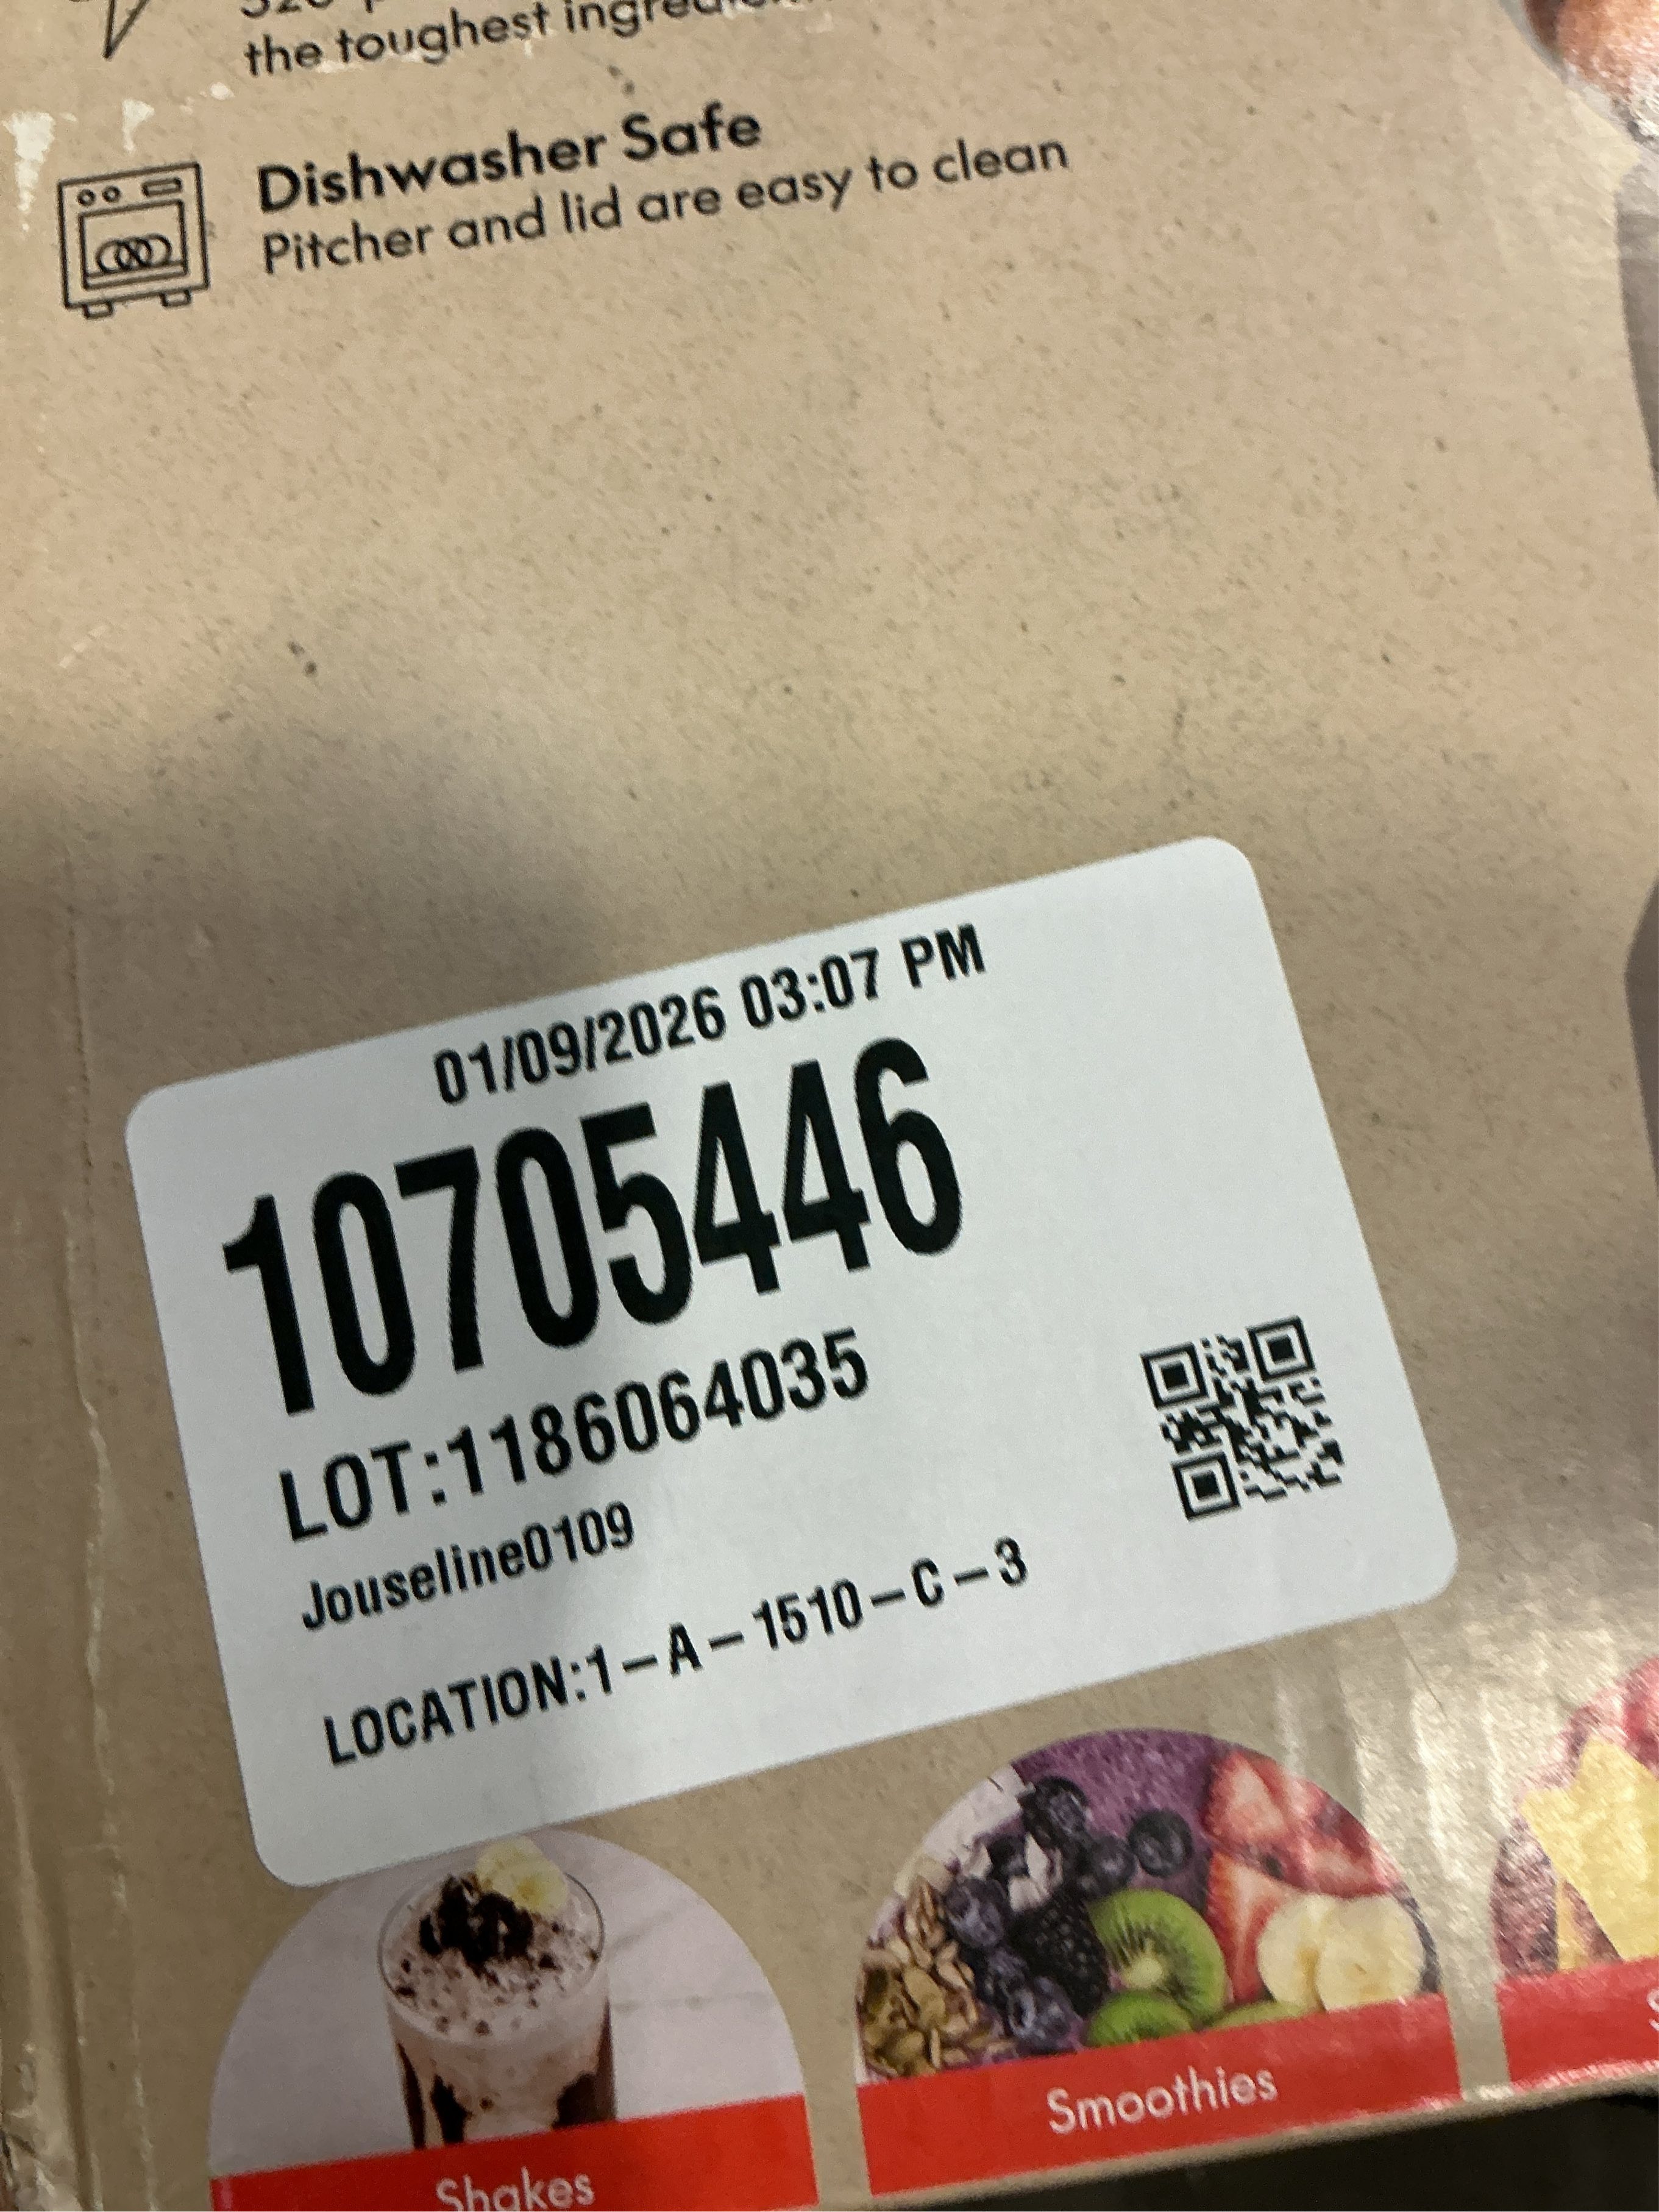 the toughest
Dishwasher Safe
Pitcher and lid are easy to clean
01/09/2026 03:07 PM
10705446
LOT:1186064035
Jouseline0109
LOCATION:1-A-1510-C-3
Shakes
Smoothies